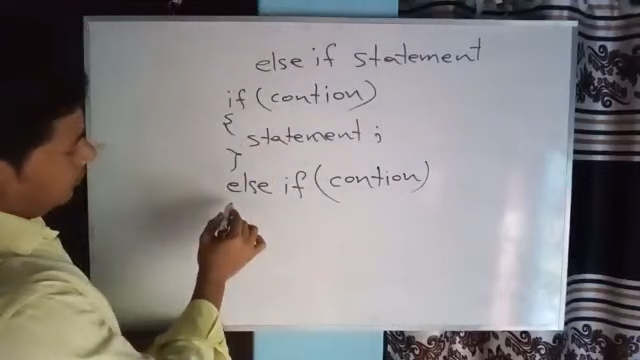 else if statement
if (contion)
{
statement;
}
else if (contion)